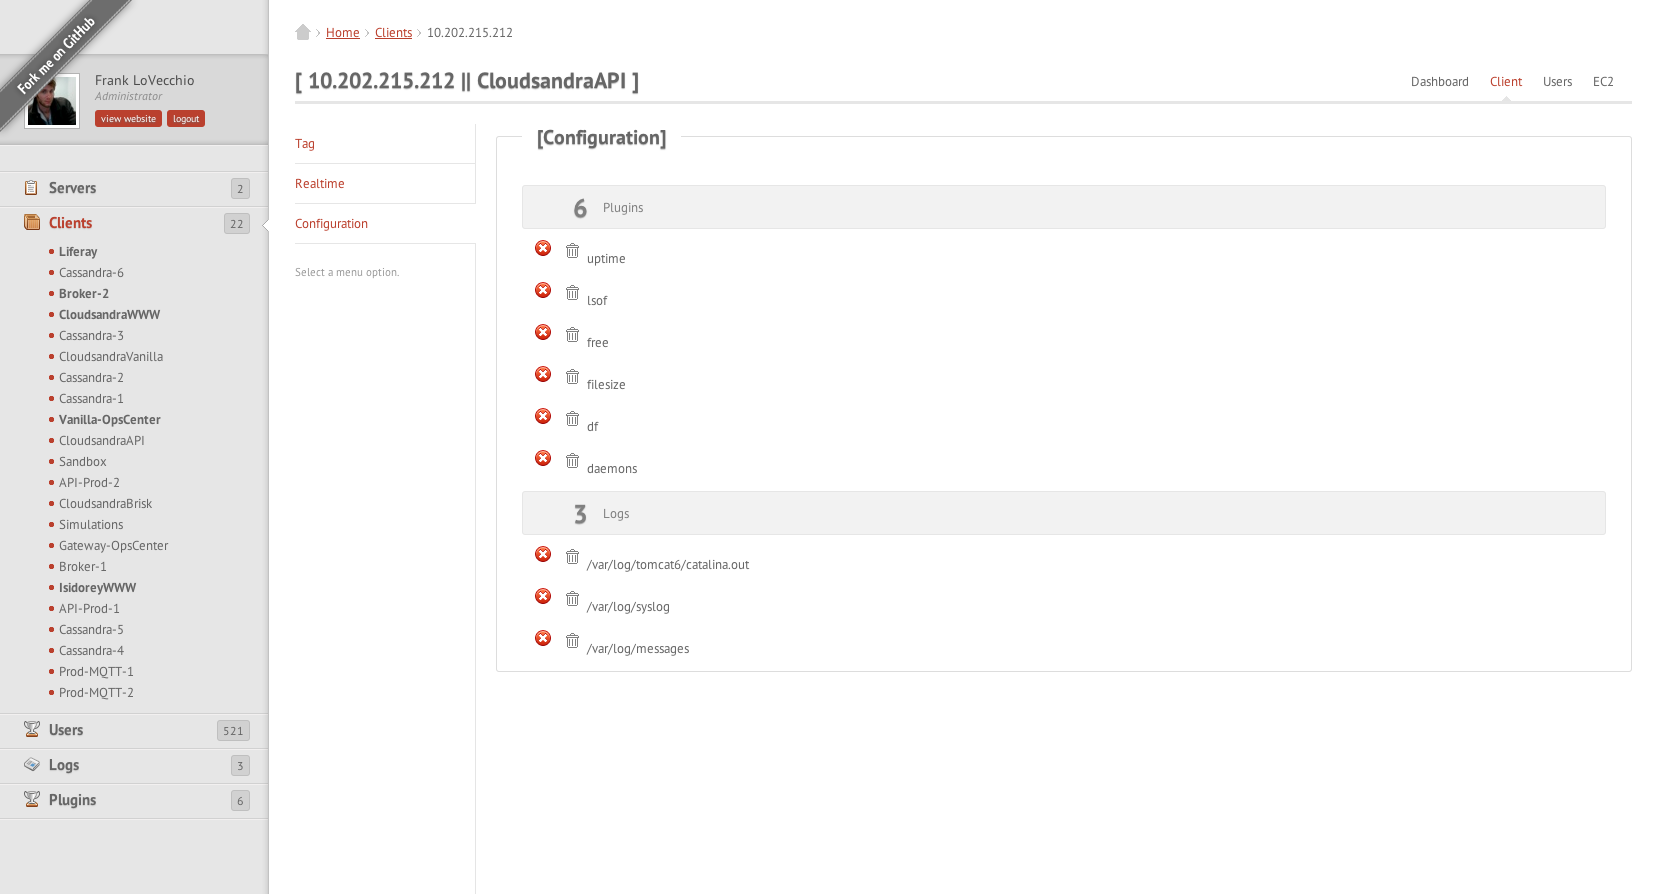 Fork me on GitHub
Frank LoVecchio
Administrator
view website logout
Servers 2
Clients 22
Liferay
Cassandra-6
Broker-2
CloudsandraWWW
Cassandra-3
CloudsandraVanilla
Cassandra-2
Cassandra-1
Vanilla-OpsCenter
CloudsandraAPI
Sandbox
API-Prod-2
CloudsandraBrisk
Simulations
Gateway-OpsCenter
Broker-1
IsidoreyWWW
API-Prod-1
Cassandra-5
Cassandra-4
Prod-MQTT-1
Prod-MQTT-2
Users 521
Logs 3
Plugins 6
Home Clients 10.202.215.212
[ 10.202.215.212 || CloudsandraAPI ]
Dashboard Client Users EC2
Tag
Realtime
Configuration
Select a menu option.
[Configuration]
6 Plugins
uptime
lsof
free
filesize
df
daemons
3 Logs
/var/log/tomcat6/catalina.out
/var/log/syslog
/var/log/messages